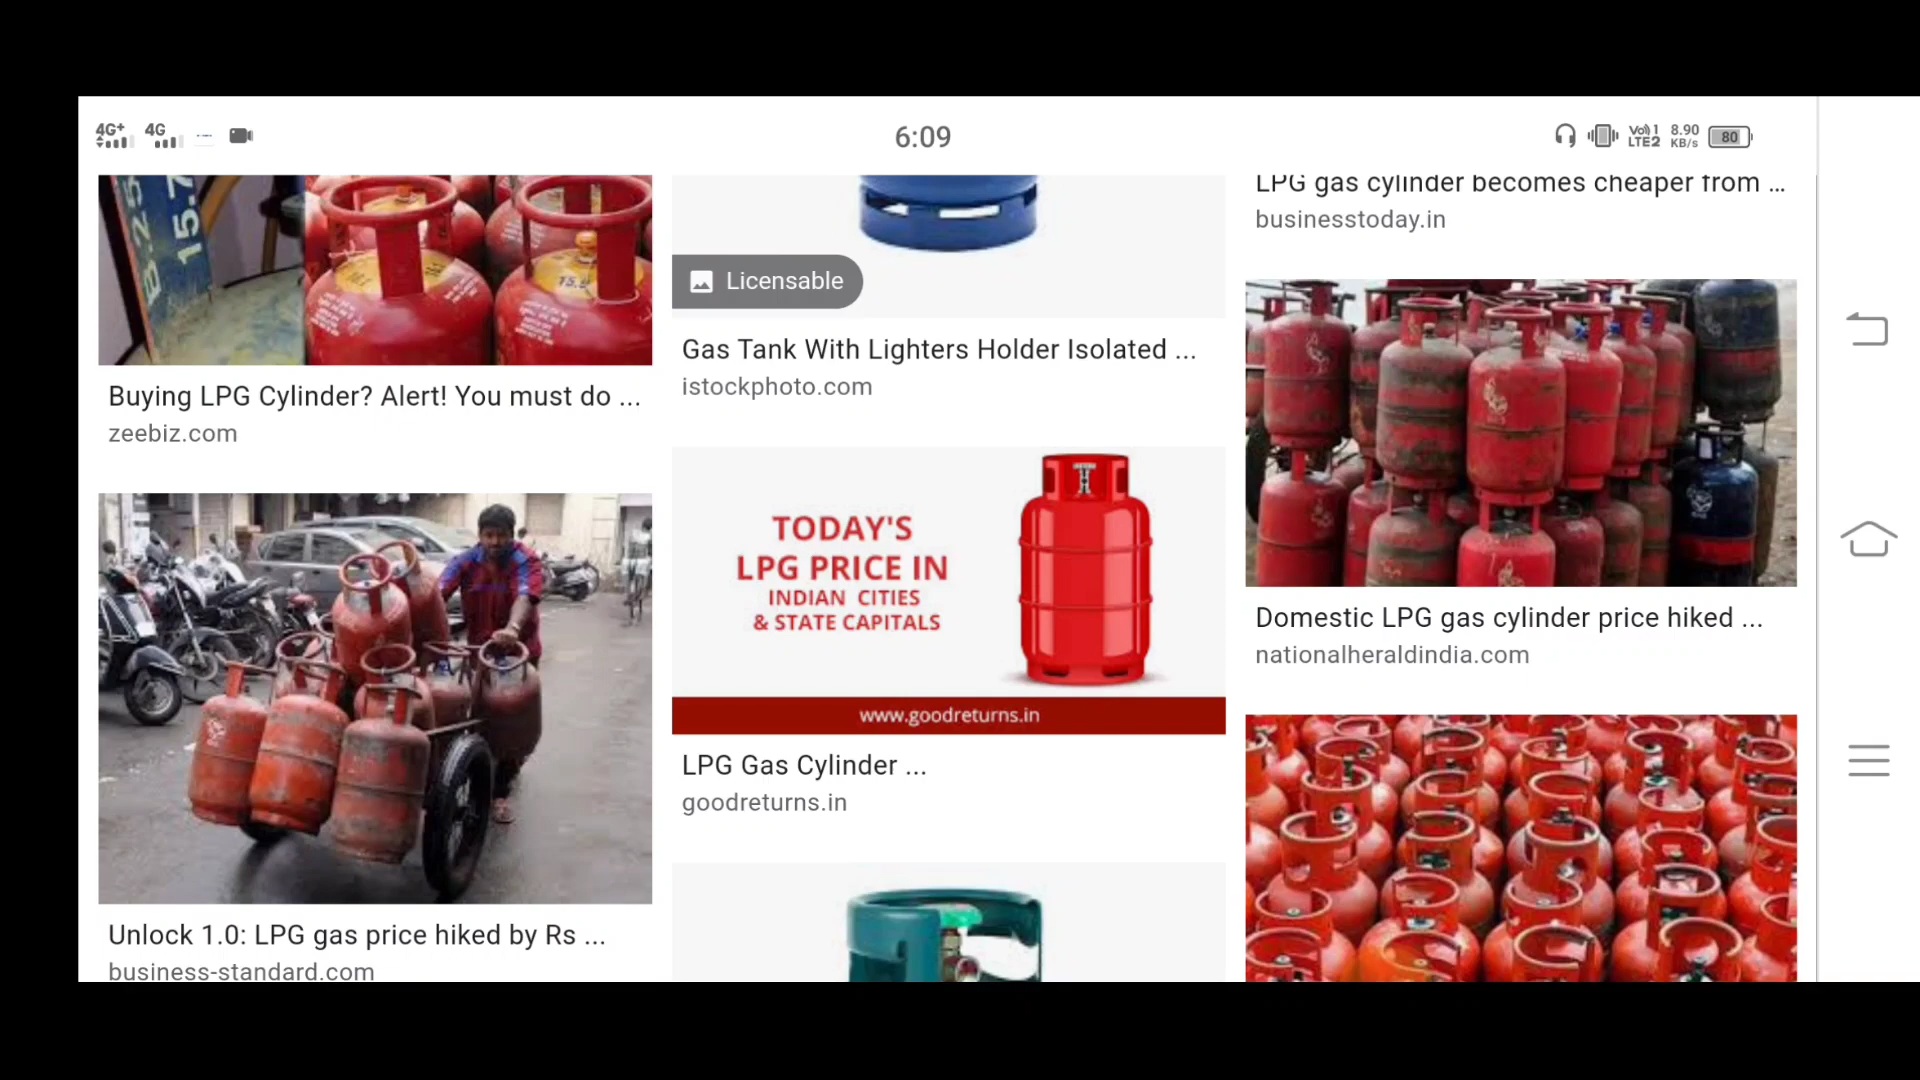 4G+
4G
6:09
Vo) 1
LTE2
8.90
KB/s
80
15.7
Buying LPG Cylinder? Alert! You must do ...
zeebiz.com
Unlock 1.0: LPG gas price hiked by Rs ...
business-standard.com
Licensable
Gas Tank With Lighters Holder Isolated ...
istockphoto.com
TODAY'S
LPG PRICE IN
INDIAN CITIES
& STATE CAPITALS
www.goodreturns.in
LPG Gas Cylinder ...
goodreturns.in
LPG gas cylinder becomes cheaper from ...
businesstoday.in
Domestic LPG gas cylinder price hiked ...
nationalheraldindia.com